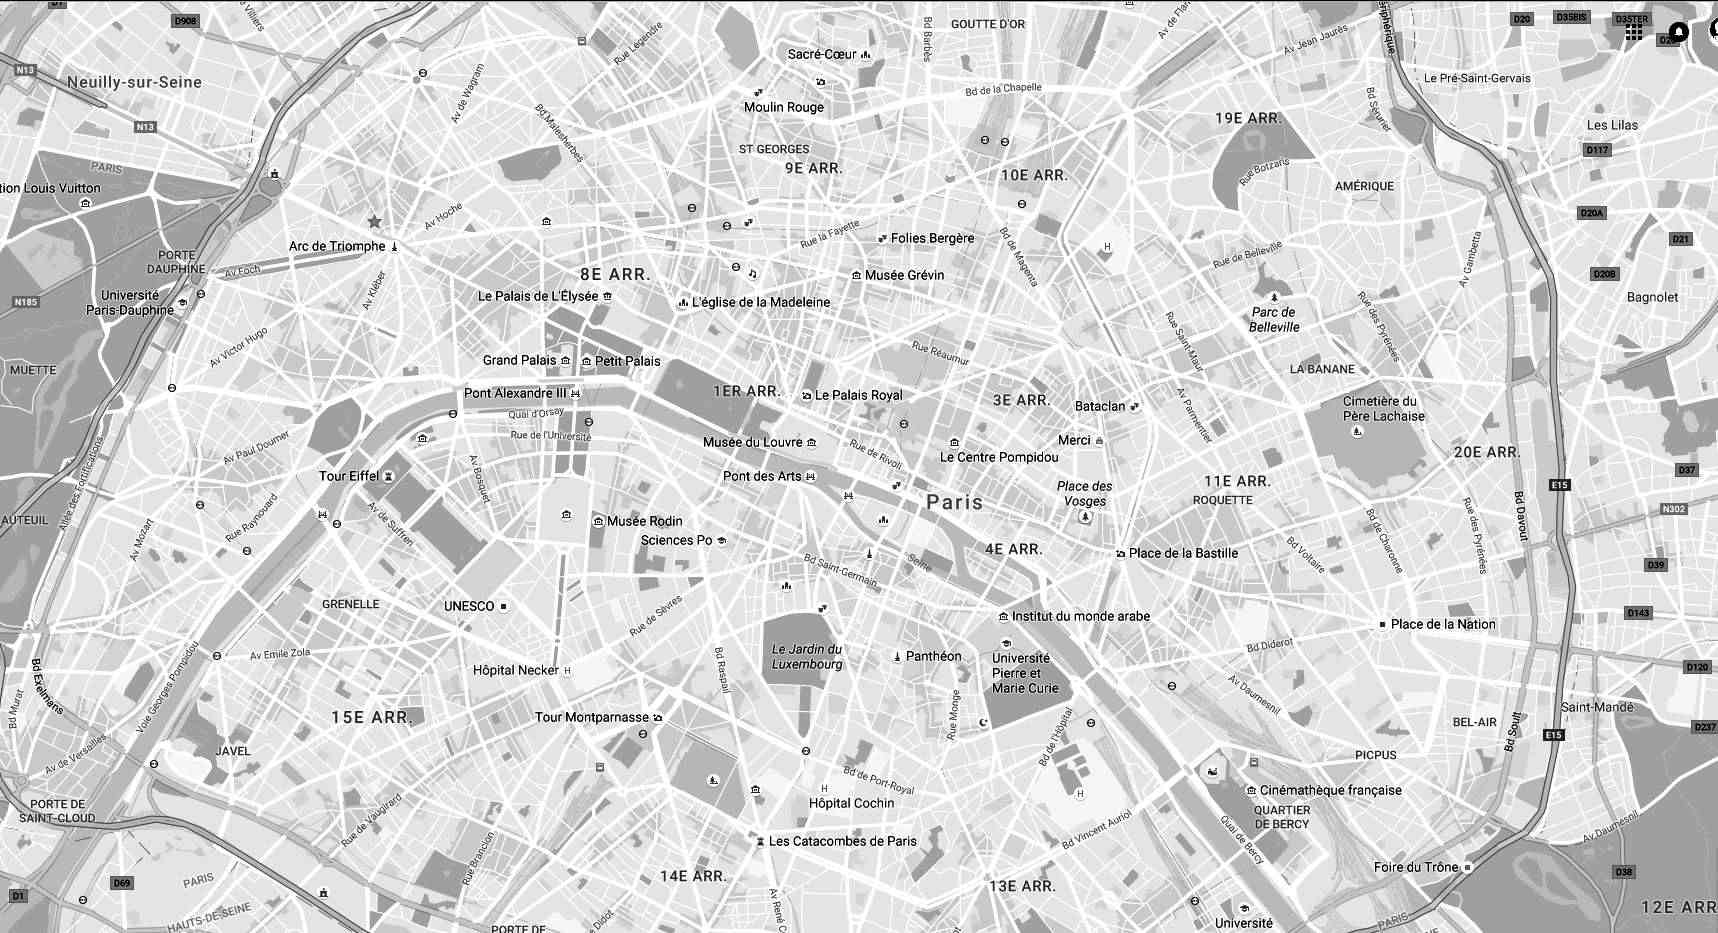 D908
GOUTTE D'OR
D20
D35BIS
D35TER
Rue Legendre
Bd Barbès
Av Jean Jaurès
Périphérique
Sacré-Cœur
N13
Neuilly-sur-Seine
Av de Wagram
Le Pré-Saint-Gervais
Bd de la Chapelle
Moulin Rouge
Bd Malesherbes
Bd Sérurier
19E ARR.
Les Lilas
N13
ST GEORGES
D117
PARIS
9E ARR.
10E ARR.
Rue Botzaris
AMÉRIQUE
tion Louis Vuitton
Av Hoche
D20A
Rue la Fayette
Folies Bergère
Bd de Magenta
Arc de Triomphe
D21
PORTE
DAUPHINE
Av Foch
Rue de Belleville
Av Gambetta
8E ARR.
Musée Grévin
D20B
Av Kléber
Université
Paris-Dauphine
Le Palais de L'Élysée
L'église de la Madeleine
Bagnolet
N185
Parc de
Belleville
Rue des Pyrénées
Rue Saint-Maur
Av Victor Hugo
Rue Réaumur
Grand Palais
Petit Palais
MUETTE
LA BANANE
1ER ARR.
Pont Alexandre III
Le Palais Royal
3E ARR.
Bataclan
Av Parmentier
Cimetière du
Père Lachaise
Quai d'Orsay
Rue de l'Université
Musée du Louvre
Rue de Rivoli
Merci
Av Paul Doumer
Le Centre Pompidou
20E ARR.
D37
Tour Eiffel
Av Bosquet
Pont des Arts
Place des
Vosges
11E ARR.
ROQUETTE
E15
Allée des Fortifications
Paris
Bd Davout
Rue des Pyrénées
N302
AUTEUIL
Av Mozart
Rue Raynouard
Av de Suffren
Musée Rodin
Sciences Po
Bd de Charonne
4E ARR.
Place de la Bastille
Bd Voltaire
Bd Saint-Germain
Seine
D39
GRENELLE
UNESCO
Rue de Sèvres
Institut du monde arabe
Place de la Nation
D143
Av Emile Zola
Le Jardin du
Luxembourg
Panthéon
Université
Pierre et
Marie Curie
Bd Diderot
D120
Hôpital Necker
Bd Raspail
Bd Exelmans
Bd Murat
Voie Georges Pompidou
Av Daumesnil
Saint-Mandé
15E ARR.
Tour Montparnasse
Rue Monge
Bd de l'Hôpital
BEL-AIR
Bd Soult
D237
E15
Av de Versailles
JAVEL
PICPUS
Bd de Port-Royal
Hôpital Cochin
Cinémathèque française
PORTE DE
SAINT-CLOUD
QUARTIER
DE BERCY
Rue de Vaugirard
Bd Vincent Auriol
Quai de Bercy
Av Daumesnil
Rue Brancion
Les Catacombes de Paris
Foire du Trône
D38
14E ARR.
13E ARR.
D1
D69
PARIS
HAUTS-DE-SEINE
12E ARR
Av René C
Didot
PORTE DE
Université
PARIS